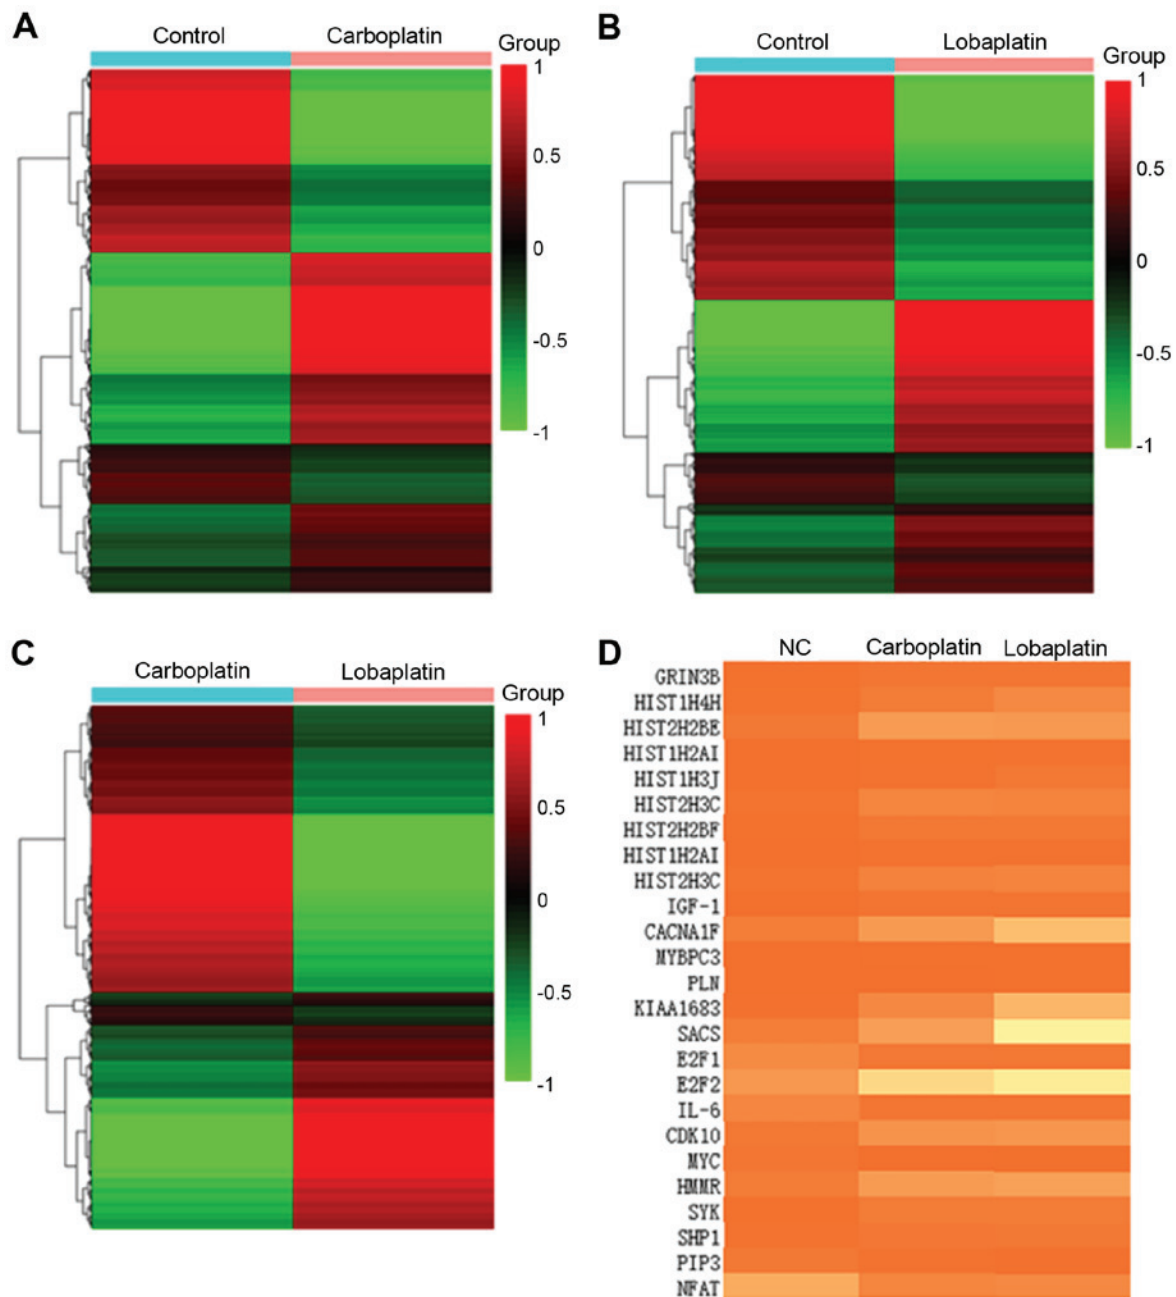 A
Control Carboplatin Group
1
0.5
0
-0.5
-1
B
Control Lobaplatin Group
1
0.5
0
-0.5
-1
C
Carboplatin Lobaplatin Group
1
0.5
0
-0.5
-1
D
NC Carboplatin Lobaplatin
GRIN3B
HIST1H4H
HIST2H2BE
HIST1H2AI
HIST1H3J
HIST2H3C
HIST2H2BF
HIST1H2AI
HIST2H3C
IGF-1
CACNA1F
MYBPC3
PLN
KIAA1683
SACS
E2F1
E2F2
IL-6
CDK10
MYC
HMMR
SYK
SHP1
PIP3
NFAT